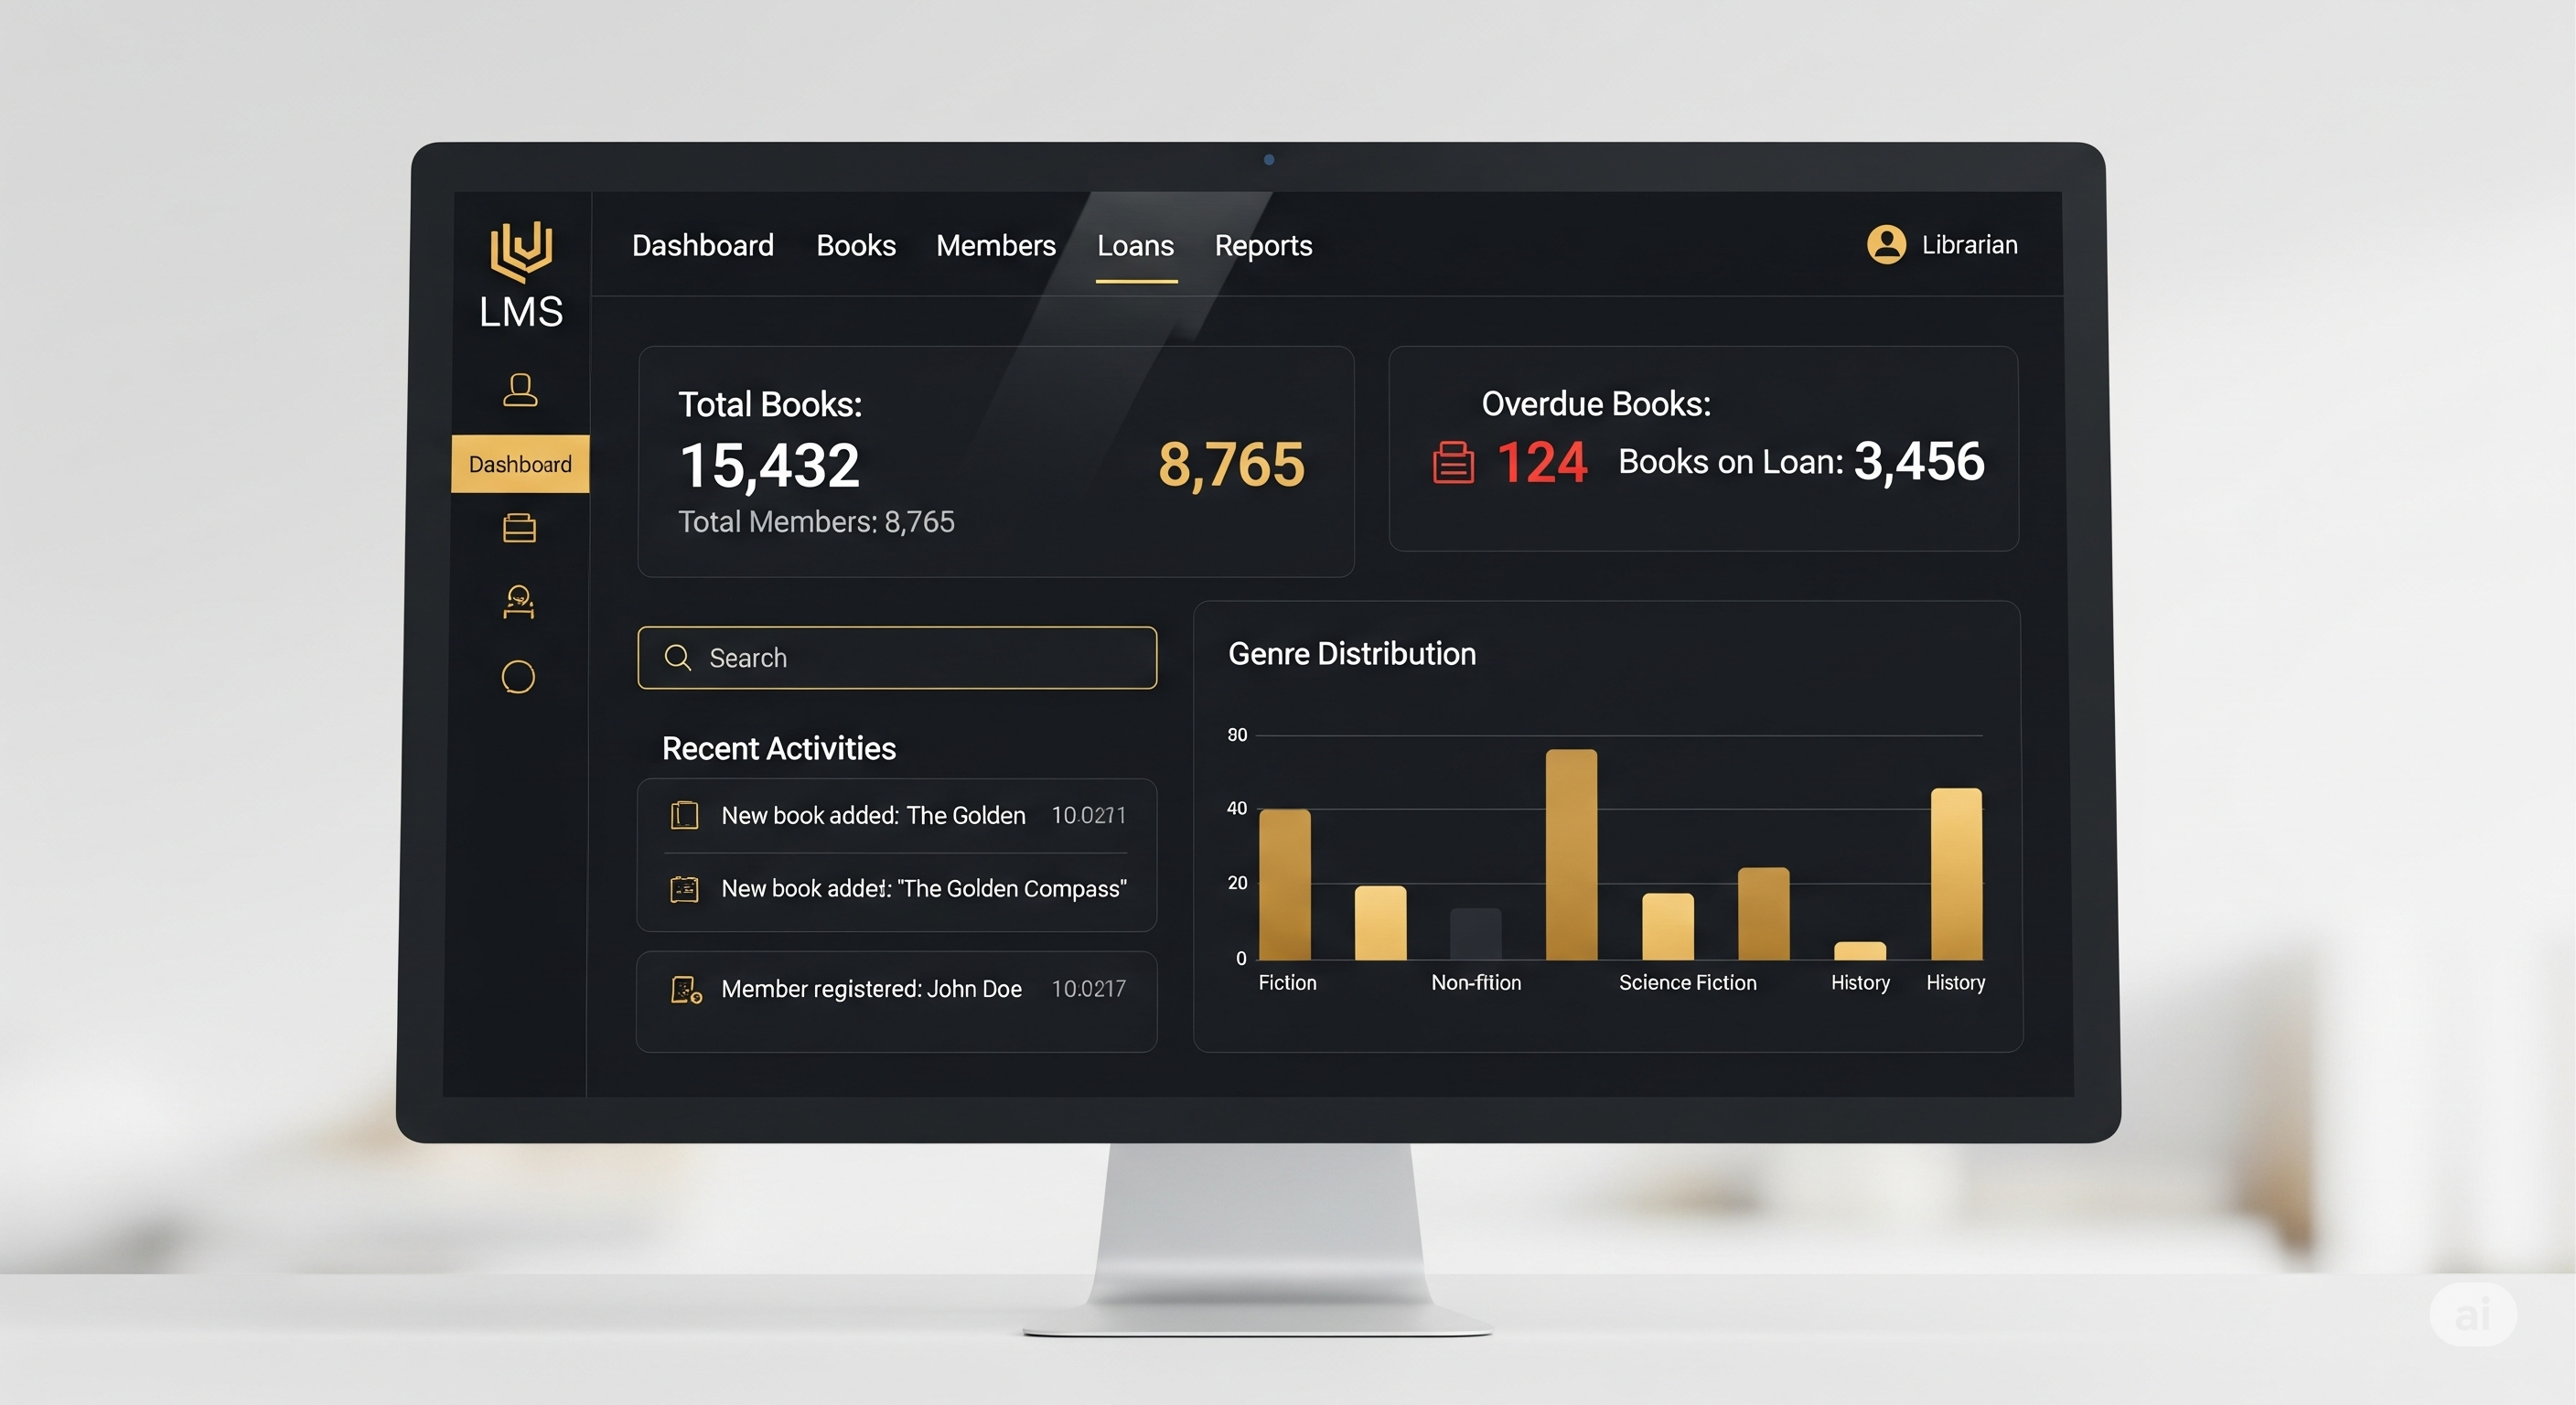 LMS
Dashboard Books Members Loans Reports
Librarian
Dashboard
Total Books:
15,432
8,765
Total Members: 8,765
Overdue Books:
124 Books on Loan: 3,456
Search
Recent Activities
New book added: The Golden 10.0271
New book added: "The Golden Compass"
Member registered: John Doe 10:0217
Genre Distribution
80
40
20
0
Fiction Non-ftion Science Fiction History History
ai